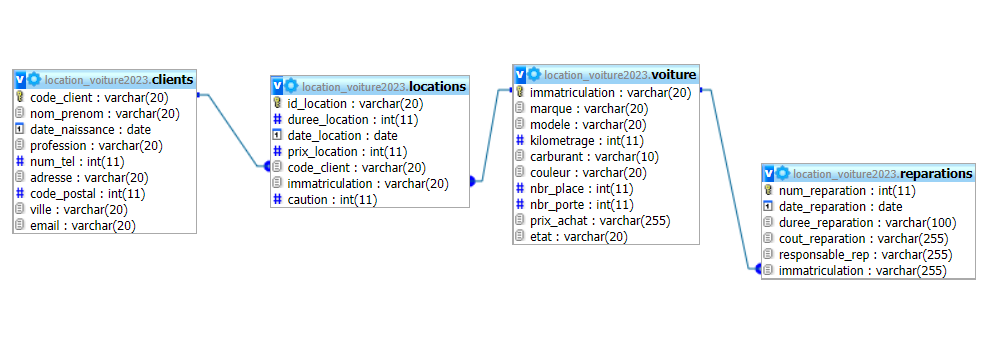 location_voiture2023.clients
code_client : varchar(20)
nom_prenom : varchar(20)
date_naissance : date
profession : varchar(20)
num_tel : int(11)
adresse : varchar(20)
code_postal : int(11)
ville : varchar(20)
email : varchar(20)
location_voiture2023.locations
id_location : varchar(20)
duree_location : int(11)
date_location : date
prix_location : int(11)
code_client : varchar(20)
immatriculation : varchar(20)
caution : int(11)
location_voiture2023.voiture
immatriculation : varchar(20)
marque : varchar(20)
modele : varchar(20)
kilometrage : int(11)
carburant : varchar(10)
couleur : varchar(20)
nbr_place : int(11)
nbr_porte : int(11)
prix_achat : varchar(255)
etat : varchar(20)
location_voiture2023.reparations
num_reparation : int(11)
date_reparation : date
duree_reparation : varchar(100)
cout_reparation : varchar(255)
responsable_rep : varchar(255)
immatriculation : varchar(255)